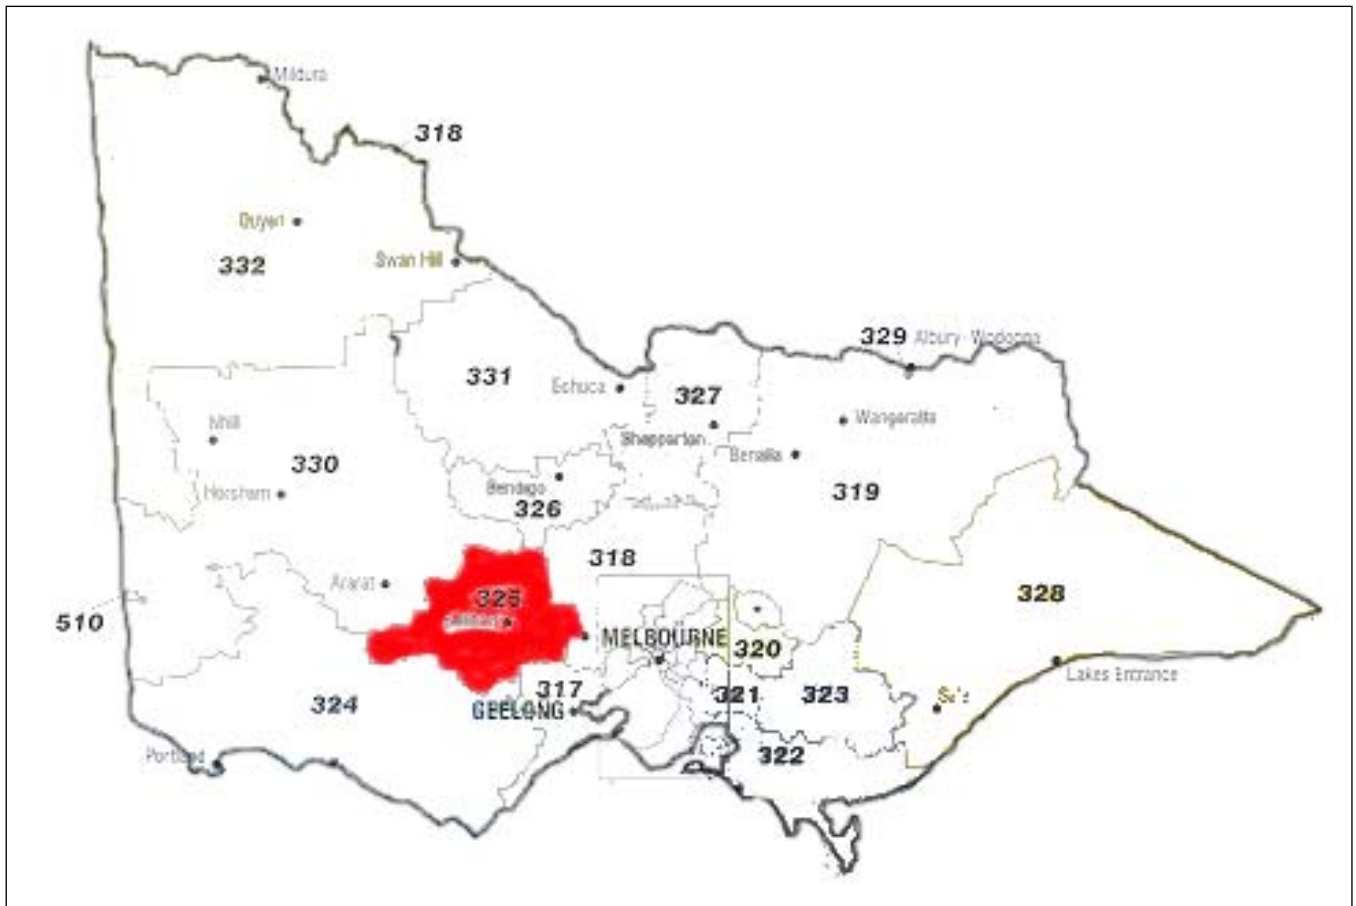 Mildura
318
Ouyen
332
Swan Hill
329 Albury-Wodonga
331
Echuca
327
Nhill
Wangaratta
Shepparton
Benalla
330
Horsham
Bendigo
326
319
318
Ararat
325
328
510
MELBOURNE
320
Lakes Entrance
317
321
323
Sale
324
GEELONG
322
Portland